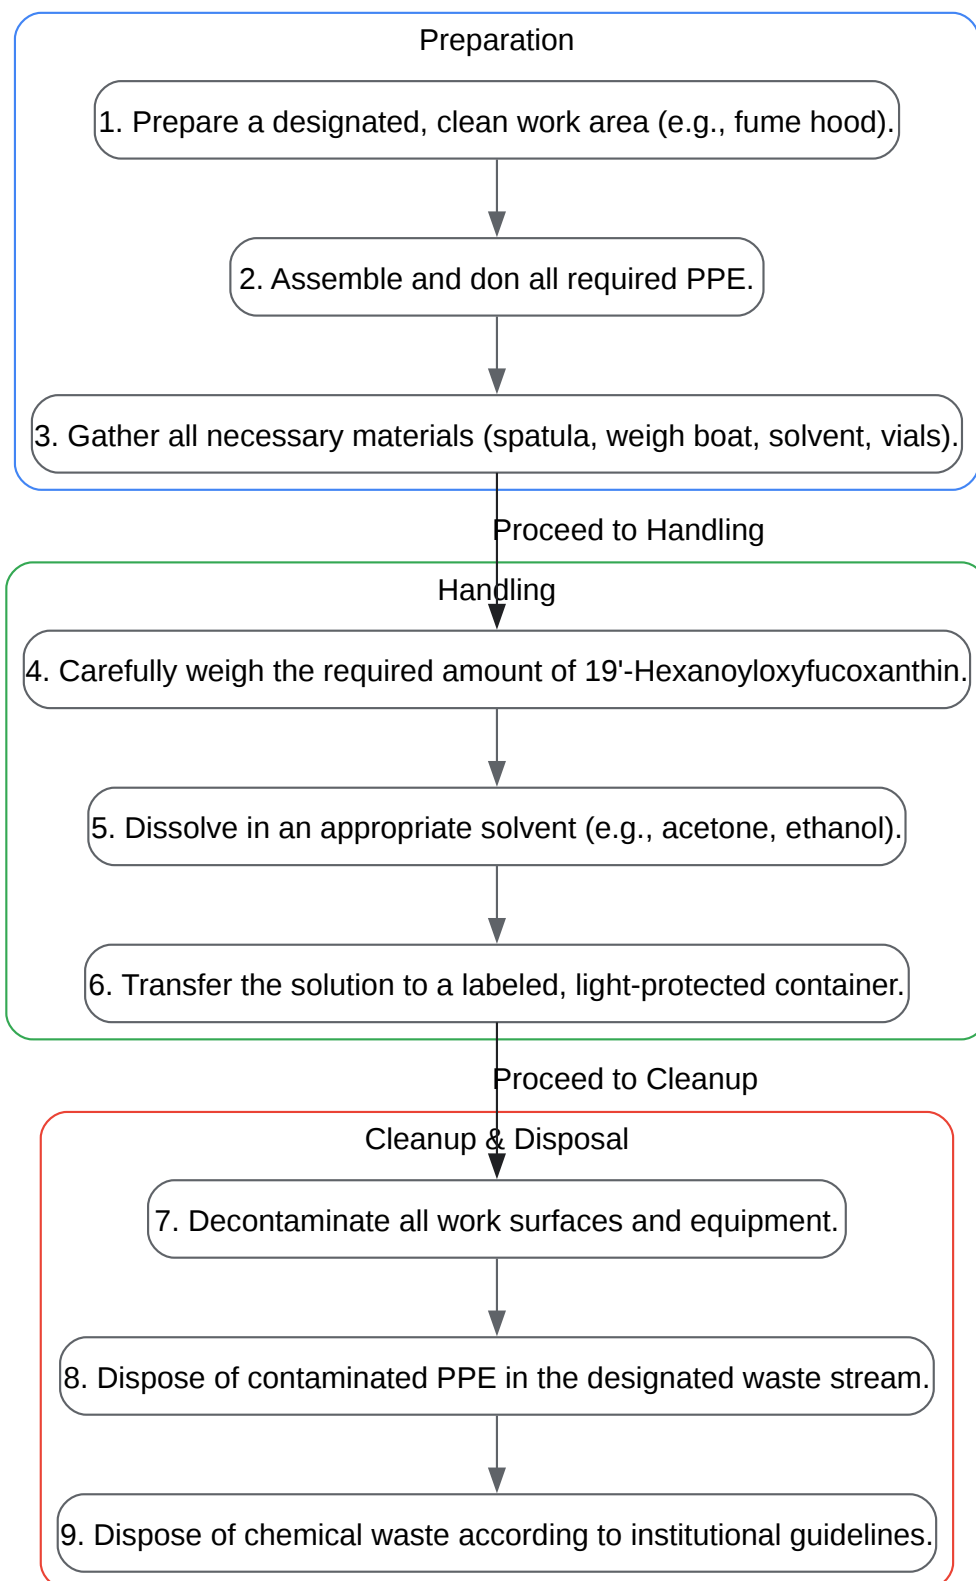 Preparation
1. Prepare a designated, clean work area (e.g., fume hood).
2. Assemble and don all required PPE.
3. Gather all necessary materials (spatula, weigh boat, solvent, vials).
Proceed to Handling
Handling
4. Carefully weigh the required amount of 19'-Hexanoyloxyfucoxanthin.
5. Dissolve in an appropriate solvent (e.g., acetone, ethanol).
6. Transfer the solution to a labeled, light-protected container.
Proceed to Cleanup
Cleanup & Disposal
7. Decontaminate all work surfaces and equipment.
8. Dispose of contaminated PPE in the designated waste stream.
9. Dispose of chemical waste according to institutional guidelines.